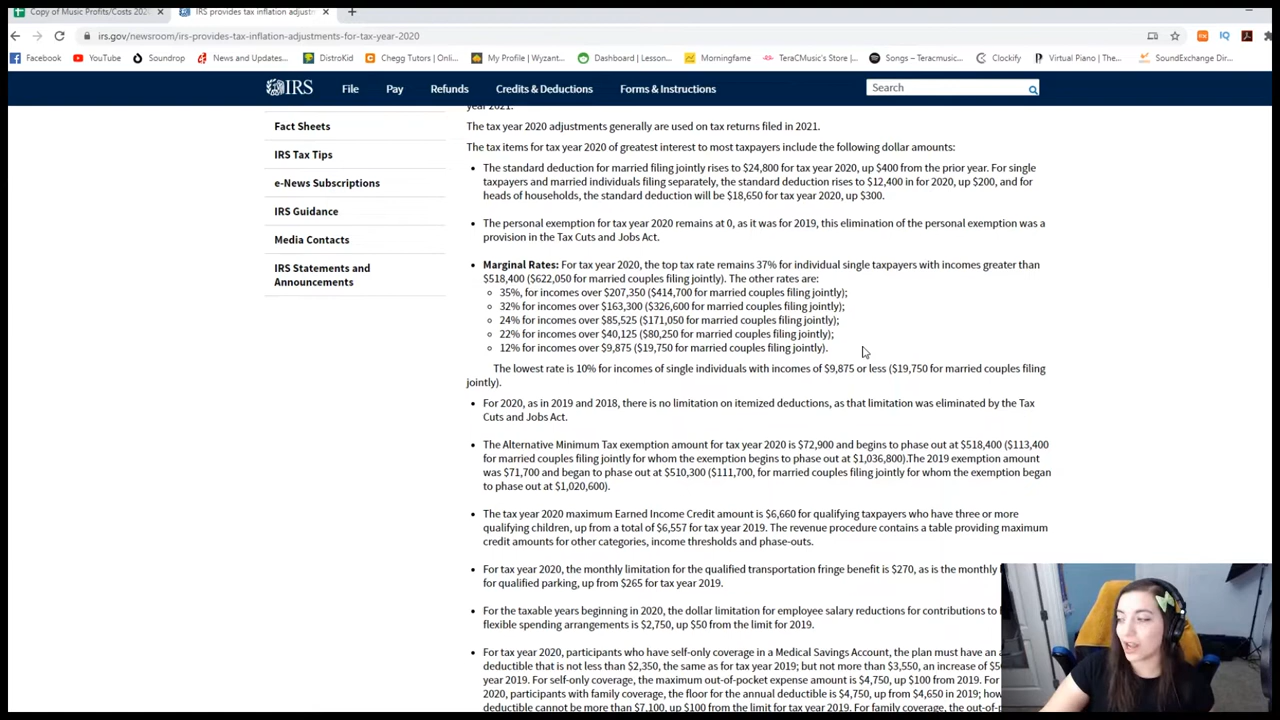 Copy of Music Profits/Costs 202
IRS provides tax inflation adjustm
irs.gov/newsroom/irs-provides-tax-inflation-adjustments-for-tax-year-2020
Facebook YouTube Soundrop News and Updates... DistroKid Chegg Tutors | Onli... My Profile | Wyzant... Dashboard | Lesson... Morningfame TeraCMusic's Store |... Songs – Teracmusic... Clockify Virtual Piano | The... SoundExchange Dir...
IRS File Pay Refunds Credits & Deductions Forms & Instructions Search
Fact Sheets
IRS Tax Tips
e-News Subscriptions
IRS Guidance
Media Contacts
IRS Statements and
Announcements
year 2021.
The tax year 2020 adjustments generally are used on tax returns filed in 2021.
The tax items for tax year 2020 of greatest interest to most taxpayers include the following dollar amounts:
• The standard deduction for married filing jointly rises to $24,800 for tax year 2020, up $400 from the prior year. For single
taxpayers and married individuals filing separately, the standard deduction rises to $12,400 in for 2020, up $200, and for
heads of households, the standard deduction will be $18,650 for tax year 2020, up $300.
• The personal exemption for tax year 2020 remains at 0, as it was for 2019, this elimination of the personal exemption was a
provision in the Tax Cuts and Jobs Act.
• Marginal Rates: For tax year 2020, the top tax rate remains 37% for individual single taxpayers with incomes greater than
$518,400 ($622,050 for married couples filing jointly). The other rates are:
35%, for incomes over $207,350 ($414,700 for married couples filing jointly);
32% for incomes over $163,300 ($326,600 for married couples filing jointly);
24% for incomes over $85,525 ($171,050 for married couples filing jointly);
22% for incomes over $40,125 ($80,250 for married couples filing jointly);
12% for incomes over $9,875 ($19,750 for married couples filing jointly).
The lowest rate is 10% for incomes of single individuals with incomes of $9,875 or less ($19,750 for married couples filing
jointly).
• For 2020, as in 2019 and 2018, there is no limitation on itemized deductions, as that limitation was eliminated by the Tax
Cuts and Jobs Act.
• The Alternative Minimum Tax exemption amount for tax year 2020 is $72,900 and begins to phase out at $518,400 ($113,400
for married couples filing jointly for whom the exemption begins to phase out at $1,036,800).The 2019 exemption amount
was $71,700 and began to phase out at $510,300 ($111,700, for married couples filing jointly for whom the exemption began
to phase out at $1,020,600).
• The tax year 2020 maximum Earned Income Credit amount is $6,660 for qualifying taxpayers who have three or more
qualifying children, up from a total of $6,557 for tax year 2019. The revenue procedure contains a table providing maximum
credit amounts for other categories, income thresholds and phase-outs.
• For tax year 2020, the monthly limitation for the qualified transportation fringe benefit is $270, as is the monthly
for qualified parking, up from $265 for tax year 2019.
• For the taxable years beginning in 2020, the dollar limitation for employee salary reductions for contributions to
flexible spending arrangements is $2,750, up $50 from the limit for 2019.
• For tax year 2020, participants who have self-only coverage in a Medical Savings Account, the plan must have an
deductible that is not less than $2,350, the same as for tax year 2019; but not more than $3,550, an increase of
year 2019. For self-only coverage, the maximum out-of-pocket expense amount is $4,750, up $100 from 2019. For
2020, participants with family coverage, the floor for the annual deductible is $4,750, up from $4,650 in 2019;
deductible cannot be more than $7,100, up $100 from the limit for tax year 2019. For family coverage, the out-of-